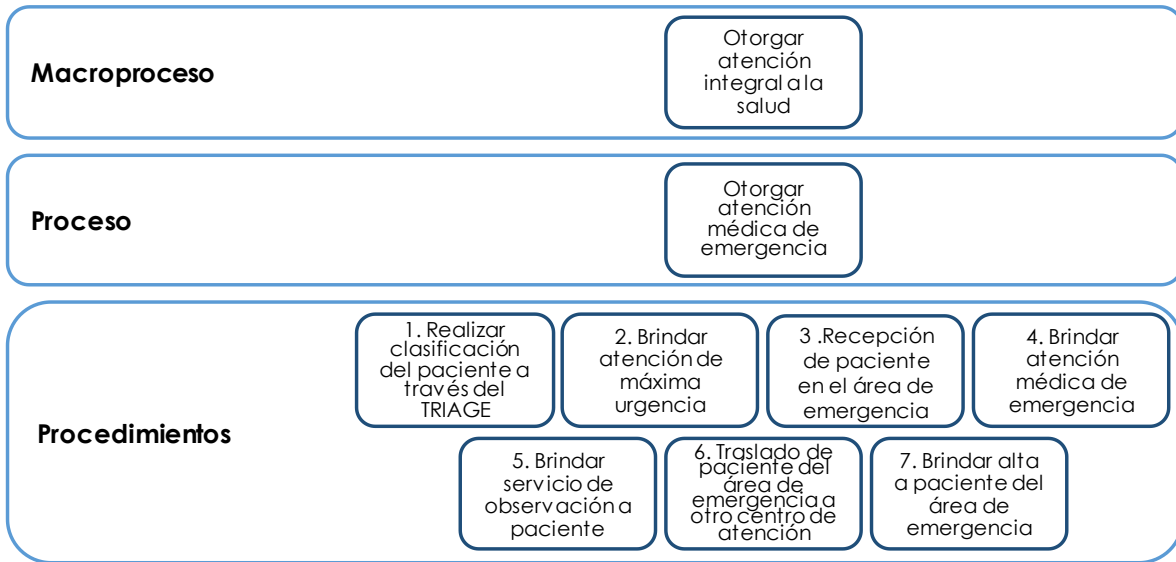 Macroproceso
Otorgar
atención
integral a la
salud
Proceso
Otorgar
atención
médica de
emergencia
Procedimientos
1. Realizar
clasificación
del paciente a
través del
TRIAGE
2. Brindar
atención de
máxima
urgencia
3 .Recepción
de paciente
en el área de
emergencia
4. Brindar
atención
médica de
emergencia
5. Brindar
servicio de
observación a
paciente
6. Traslado de
paciente del
área de
emergencia a
otro centro de
atención
7. Brindar alta
a paciente del
área de
emergencia